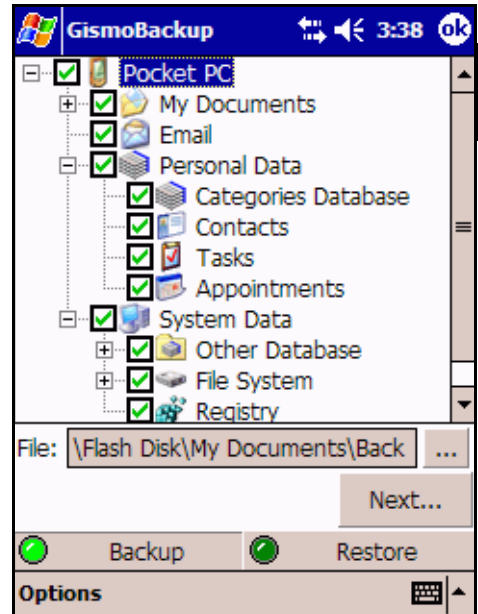 GismoBackup 3:38 ok
Pocket PC
My Documents
Email
Personal Data
Categories Database
Contacts
Tasks
Appointments
System Data
Other Database
File System
Registry
File: \Flash Disk\My Documents\Back ...
Next...
Backup Restore
Options